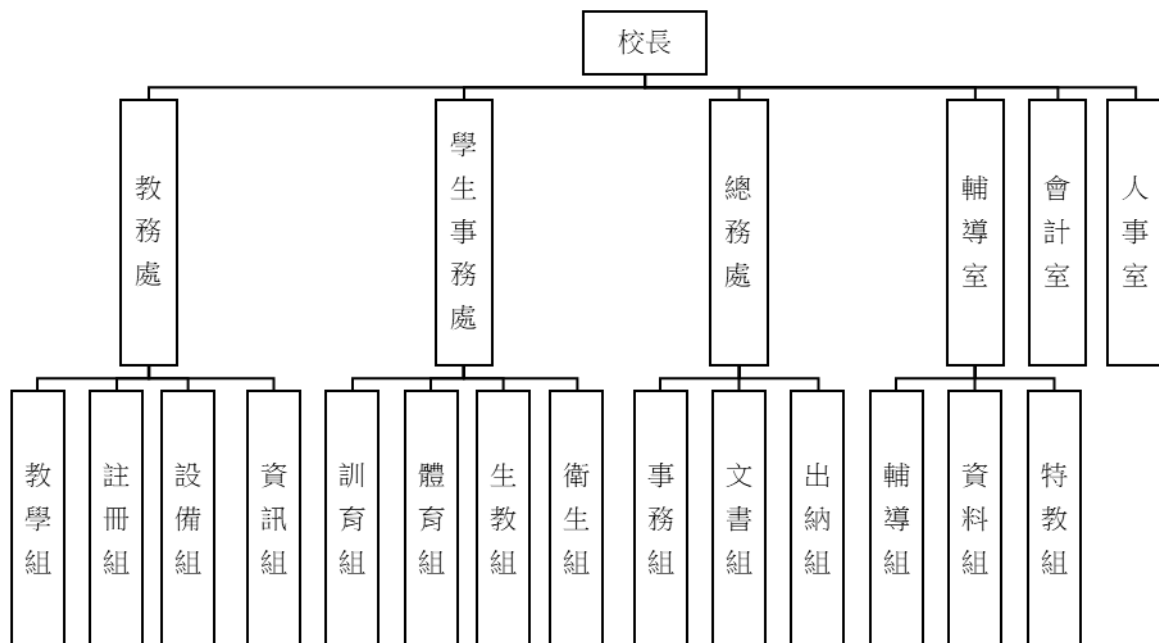 校長
教務處
學生事務處
總務處
輔導室
會計室
人事室
教學組
註冊組
設備組
資訊組
訓育組
體育組
生教組
衛生組
事務組
文書組
出納組
輔導組
資料組
特教組